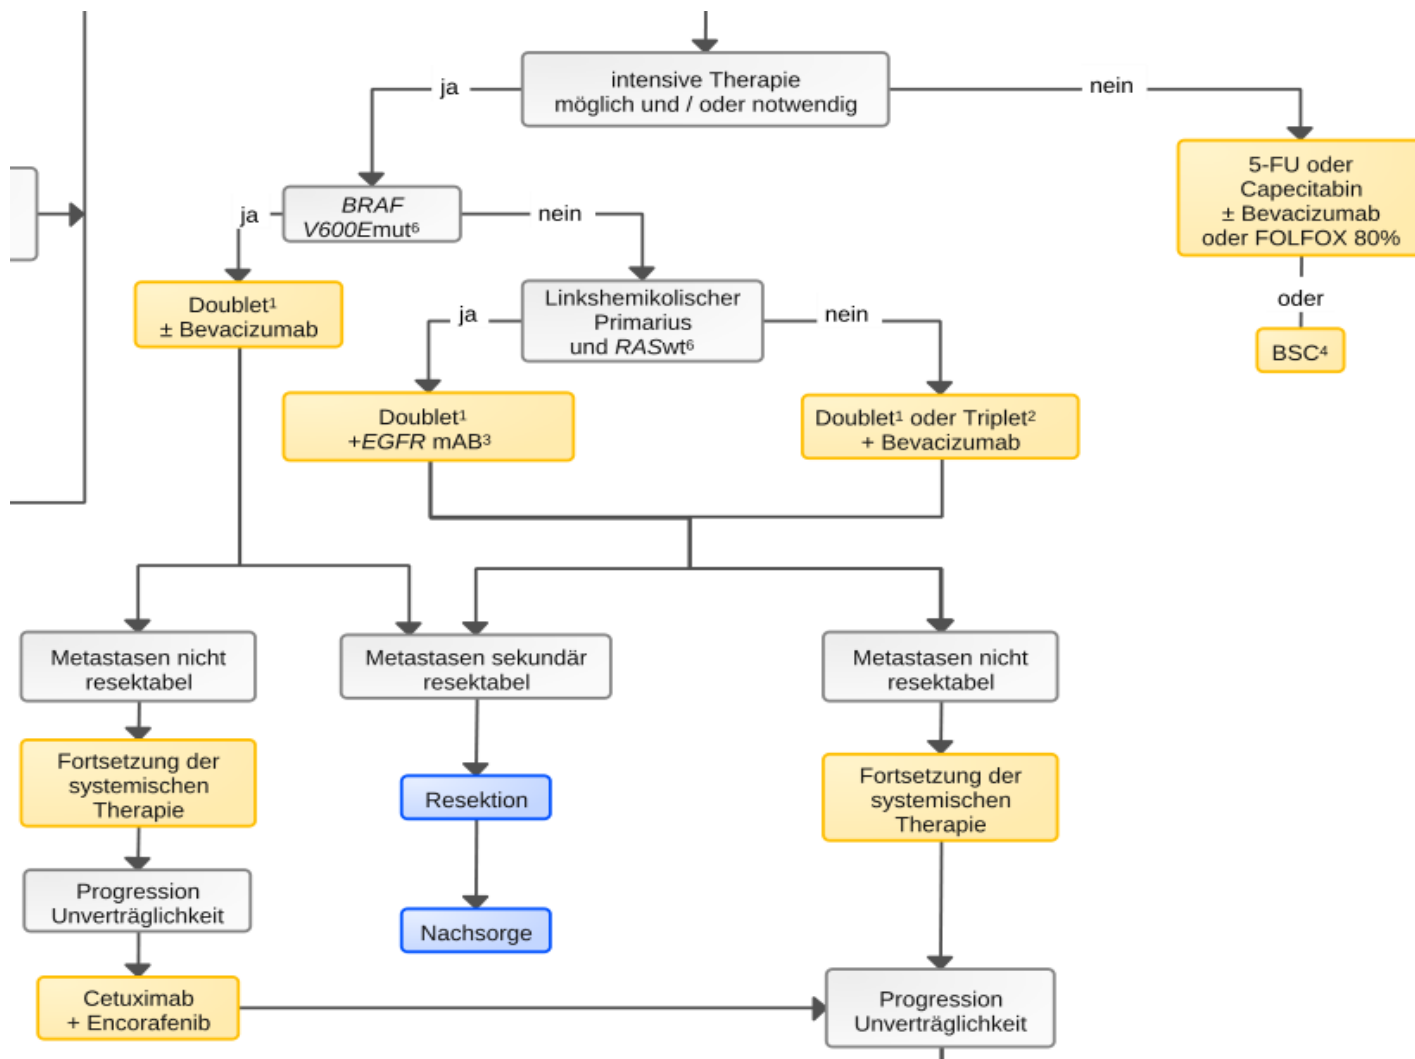 intensive Therapie
möglich und / oder notwendig
ja
nein
5-FU oder
Capecitabin
± Bevacizumab
oder FOLFOX 80%
oder
BSC⁴
BRAF
V600Emut⁶
ja
nein
Doublet¹
± Bevacizumab
Linkshemikolischer
Primarius
und RASwt⁶
ja
nein
Doublet¹
+EGFR mAB³
Doublet¹ oder Triplet²
+ Bevacizumab
Metastasen nicht
resektabel
Metastasen sekundär
resektabel
Metastasen nicht
resektabel
Fortsetzung der
systemischen
Therapie
Resektion
Fortsetzung der
systemischen
Therapie
Progression
Unverträglichkeit
Nachsorge
Cetuximab
+ Encorafenib
Progression
Unverträglichkeit